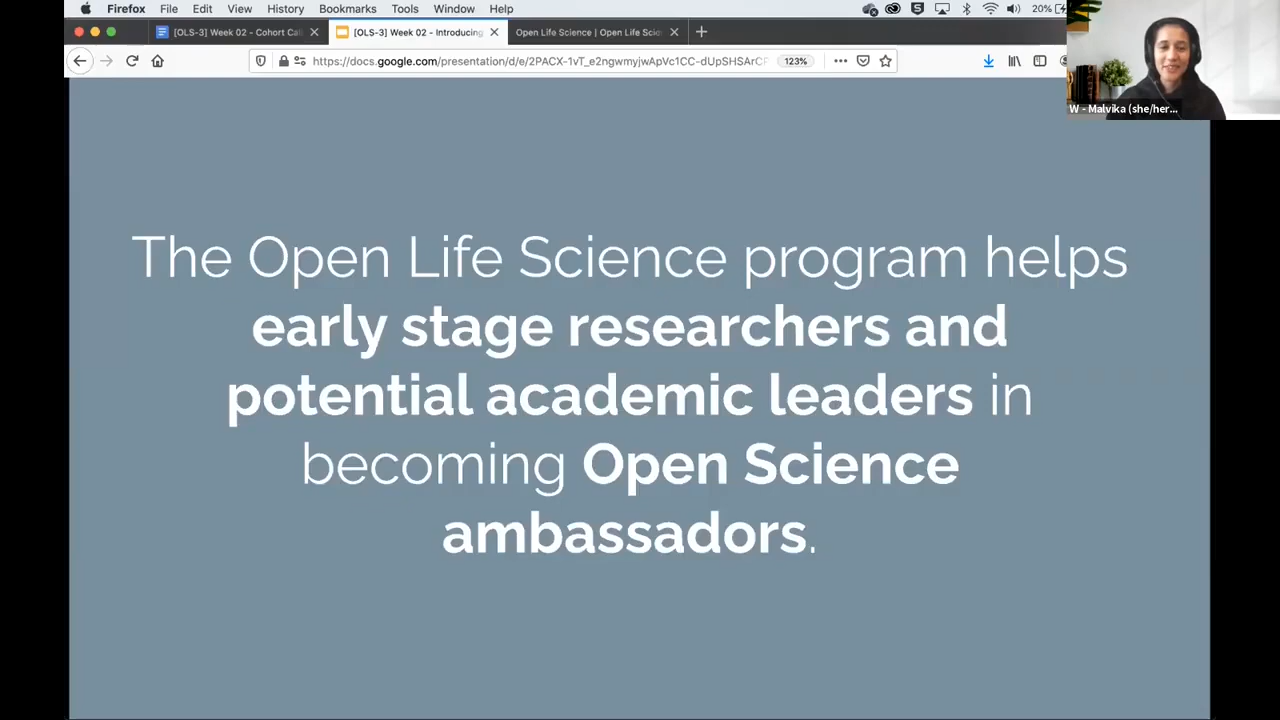 Firefox File Edit View History Bookmarks Tools Window Help 20%
[OLS-3] Week 02 - Cohort Cal
[OLS-3] Week 02 - Introducing
Open Life Science | Open Life Scie
https://docs.google.com/presentation/d/e/2PACX-1vT_e2ngwmyjwApVc1CC-dUpSHSArCF 123%
W - Malvika (she/her...
The Open Life Science program helps
early stage researchers and
potential academic leaders in
becoming Open Science
ambassadors.